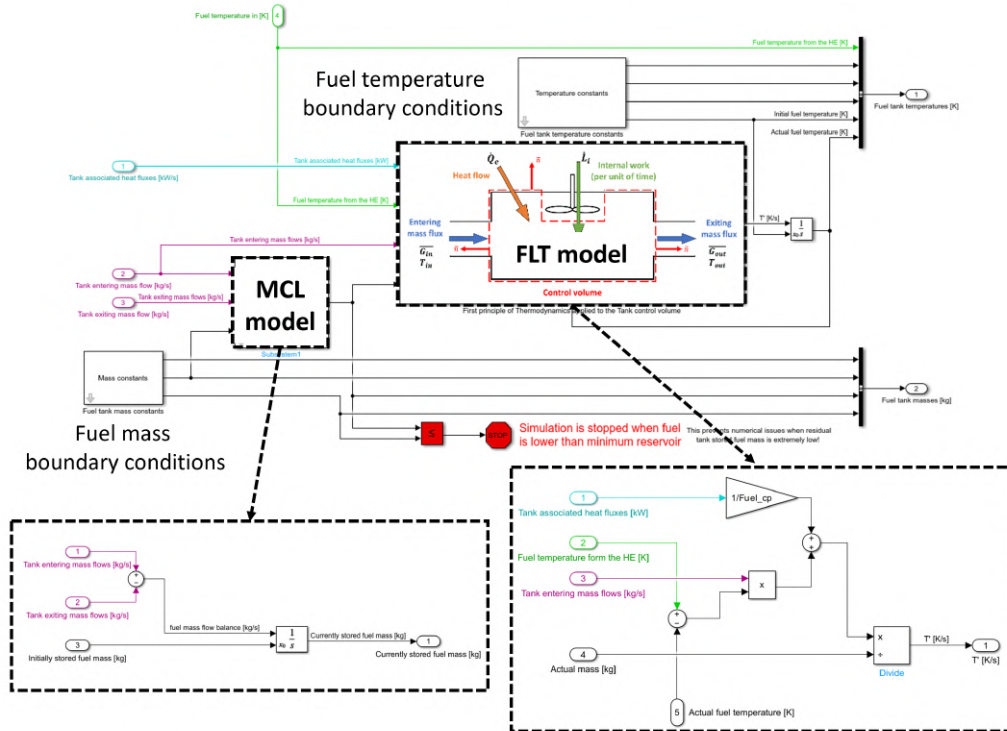 Fuel temperature in [K]
4
Fuel temperature from the HE [K]
Fuel temperature
boundary conditions
Temperature constants
Fuel tank temperature constants
Initial fuel temperature [K]
Actual fuel temperature [K]
1
Fuel tank temperatures [K]
1
Tank associated heat fluxes [kW/s]
Tank associated heat fluxes [kW]
Fuel temperature from the HE [K]
Q̇e
Heat flow
n̄
L̇i
Internal work
(per unit of time)
Entering
mass flux
Gin
Tin
n̄
FLT model
n̄
Exiting
mass flux
Gout
Tout
Control volume
First principle of Thermodynamics applied to the Tank control volume
T' [K/s]
x0
1
s
Tank entering mass flows [kg/s]
2
Tank entering mass flow [kg/s]
Tank exiting mass flows [kg/s]
3
Tank exiting mass flow [kg/s]
MCL
model
Subsystem1
Mass constants
Fuel tank mass constants
Fuel mass
boundary conditions
≤
STOP
Simulation is stopped when fuel
is lower than minimum reservoir
This prevents numerical issues when residual
tank stored fuel mass is extremely low!
2
Fuel tank masses [kg]
1
Tank entering mass flows [kg/s]
+
−
2
Tank exiting mass flows [kg/s]
fuel mass flow balance [kg/s]
3
Initially stored fuel mass [kg]
x0
1
s
Currently stored fuel mass [kg]
1
Currently stored fuel mass [kg]
1
Tank associated heat fluxes [kW]
1/Fuel_cp
+
+
2
Fuel temperature form the HE [K]
3
Tank entering mass flows [kg/s]
x
+
−
4
Actual mass [kg]
x
÷
Divide
T' [K/s]
1
T' [K/s]
5
Actual fuel temperature [K]